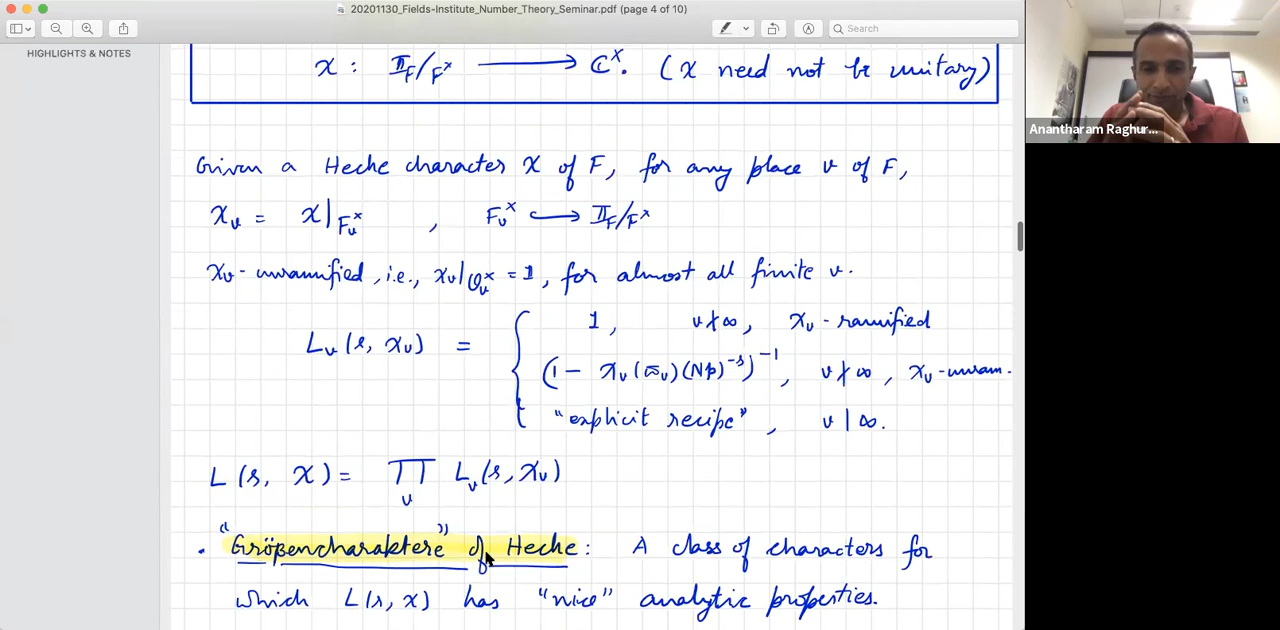 20201130_Fields-Institute_Number_Theory_Seminar.pdf (page 4 of 10)
Search
HIGHLIGHTS & NOTES
Anantharam Raghur...
χ : 𝕀_F/F^× ⟶ ℂ^×. (χ need not be unitary)
Given a Hecke character χ of F, for any place v of F,
χ_v = χ|_{F_v^×} , F_v^× ↪ 𝕀_F/F^×
χ_v - unramified, i.e., χ_v|_{O_v^×} = 1, for almost all finite v.
1, v∤∞, χ_v - ramified
L_v(s, χ_v) = { (1 - χ_v(ϖ_v)(N𝔭)^{-s})^{-1}, v∤∞, χ_v - unram.
"explicit recipe", v|∞.
L(s, χ) = ∏_v L_v(s, χ_v)
• "Größencharaktere" of Hecke: A class of characters for
which L(s, χ) has "nice" analytic properties.